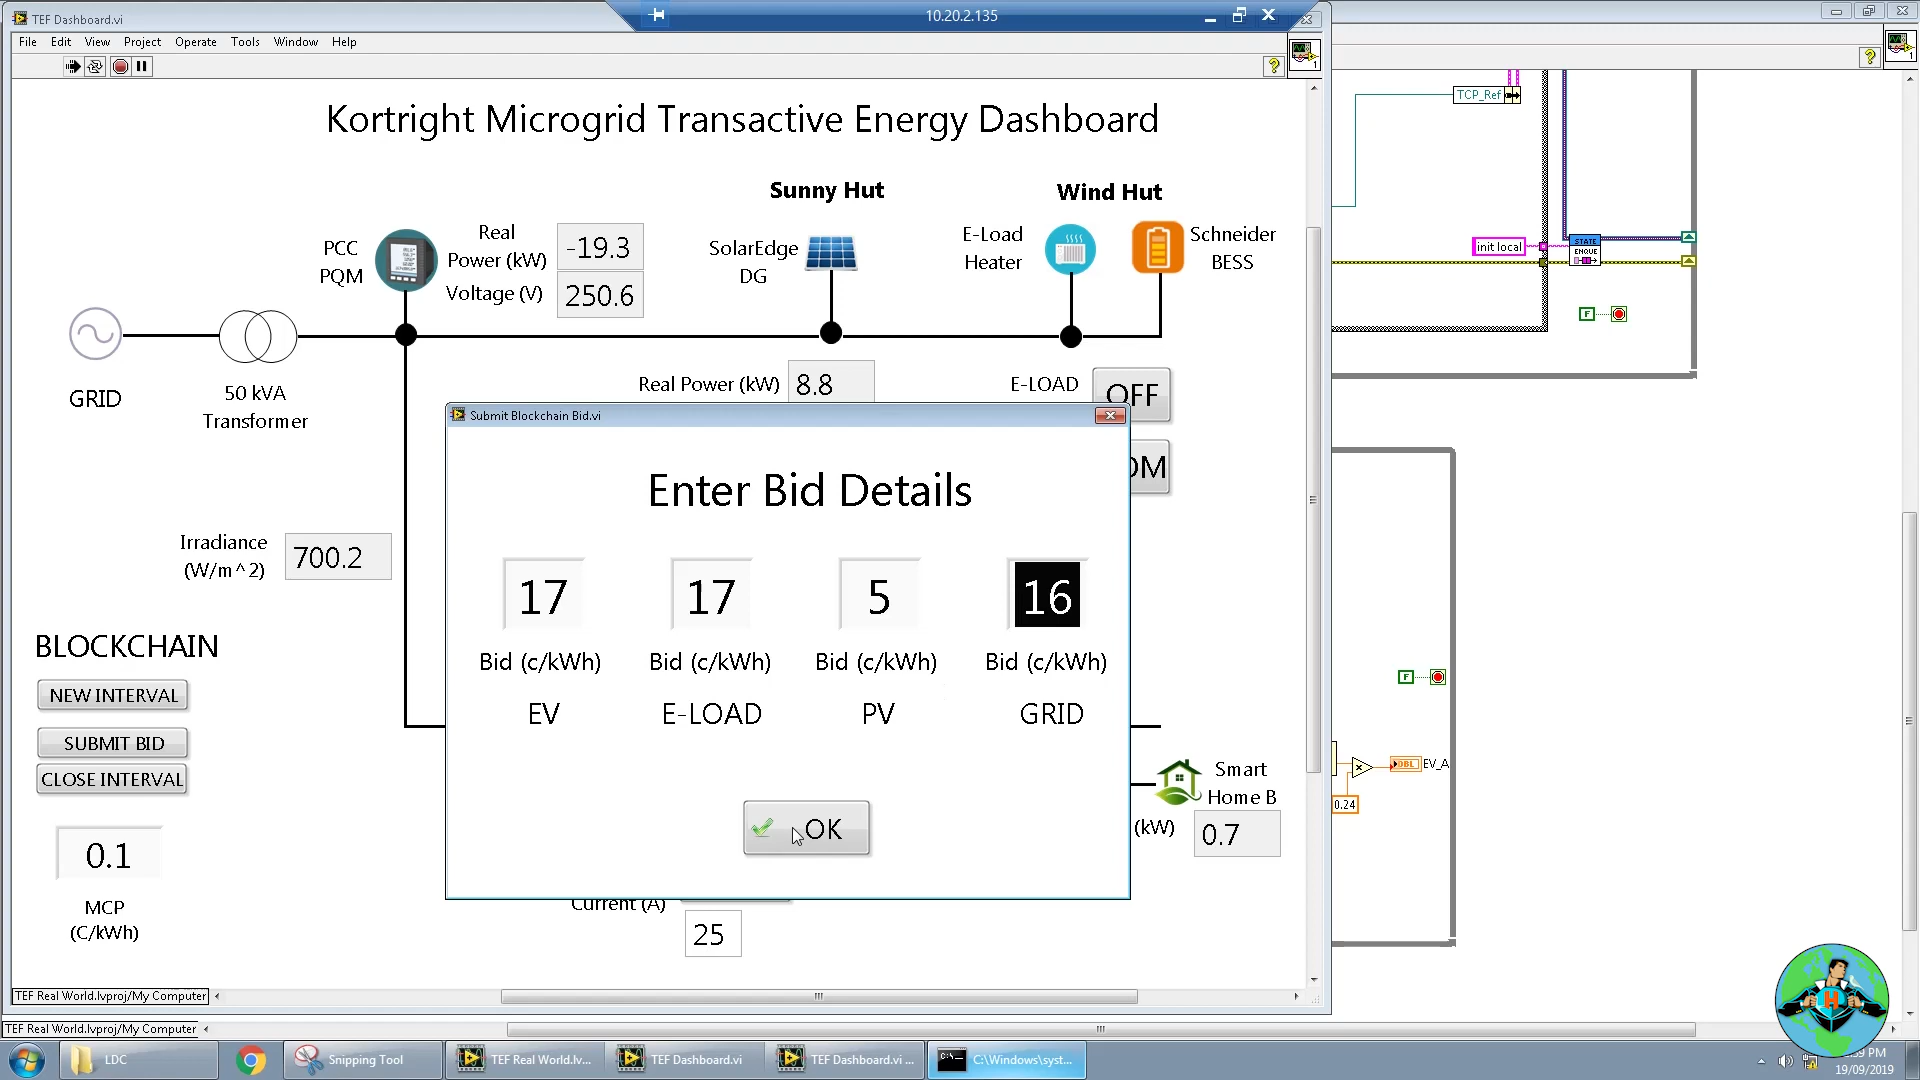 TEF Dashboard.vi
10.20.2.135
File Edit View Project Operate Tools Window Help
Kortright Microgrid Transactive Energy Dashboard
TCP_Ref
Sunny Hut
Wind Hut
PCC
PQM
Real
Power (kW)
-19.3
Voltage (V)
250.6
SolarEdge
DG
E-Load
Heater
Schneider
BESS
init local
STATE
ENQUE
F
GRID
50 kVA
Transformer
Real Power (kW)
8.8
E-LOAD
OFF
Submit Blockchain Bid.vi
Enter Bid Details
17
17
5
16
Bid (c/kWh)
Bid (c/kWh)
Bid (c/kWh)
Bid (c/kWh)
EV
E-LOAD
PV
GRID
OK
OM
Irradiance
(W/m^2)
700.2
BLOCKCHAIN
NEW INTERVAL
SUBMIT BID
CLOSE INTERVAL
0.1
MCP
(C/kWh)
Current (A)
25
Smart
Home B
(kW)
0.7
F
DBL
EV_A
0.24
H
TEF Real World.lvproj/My Computer
TEF Real World.lvproj/My Computer
LDC
Snipping Tool
TEF Real World.lv...
TEF Dashboard.vi
TEF Dashboard.vi ...
C:\Windows\syst...
PM
19/09/2019